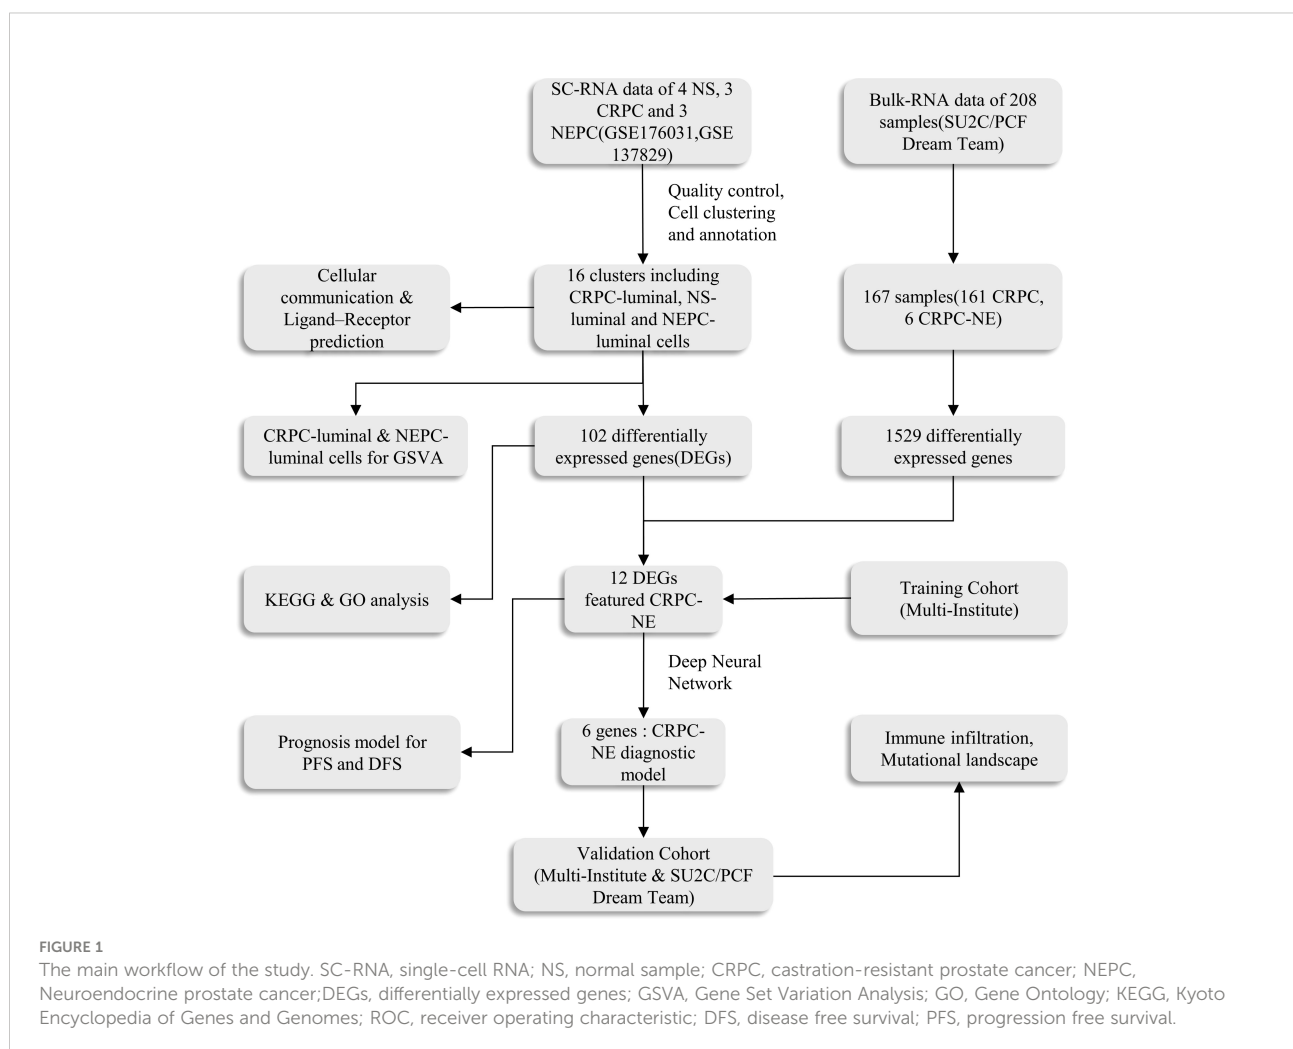 SC-RNA data of 4 NS, 3
CRPC and 3
NEPC(GSE176031,GSE
137829)
Bulk-RNA data of 208
samples(SU2C/PCF
Dream Team)
Quality control,
Cell clustering
and annotation
Cellular
communication &
Ligand–Receptor
prediction
16 clusters including
CRPC-luminal, NS-
luminal and NEPC-
luminal cells
167 samples(161 CRPC,
6 CRPC-NE)
CRPC-luminal & NEPC-
luminal cells for GSVA
102 differentially
expressed genes(DEGs)
1529 differentially
expressed genes
KEGG & GO analysis
12 DEGs
featured CRPC-
NE
Training Cohort
(Multi-Institute)
Deep Neural
Network
Prognosis model for
PFS and DFS
6 genes : CRPC-
NE diagnostic
model
Immune infiltration,
Mutational landscape
Validation Cohort
(Multi-Institute & SU2C/PCF
Dream Team)
FIGURE 1
The main workflow of the study. SC-RNA, single-cell RNA; NS, normal sample; CRPC, castration-resistant prostate cancer; NEPC,
Neuroendocrine prostate cancer;DEGs, differentially expressed genes; GSVA, Gene Set Variation Analysis; GO, Gene Ontology; KEGG, Kyoto
Encyclopedia of Genes and Genomes; ROC, receiver operating characteristic; DFS, disease free survival; PFS, progression free survival.